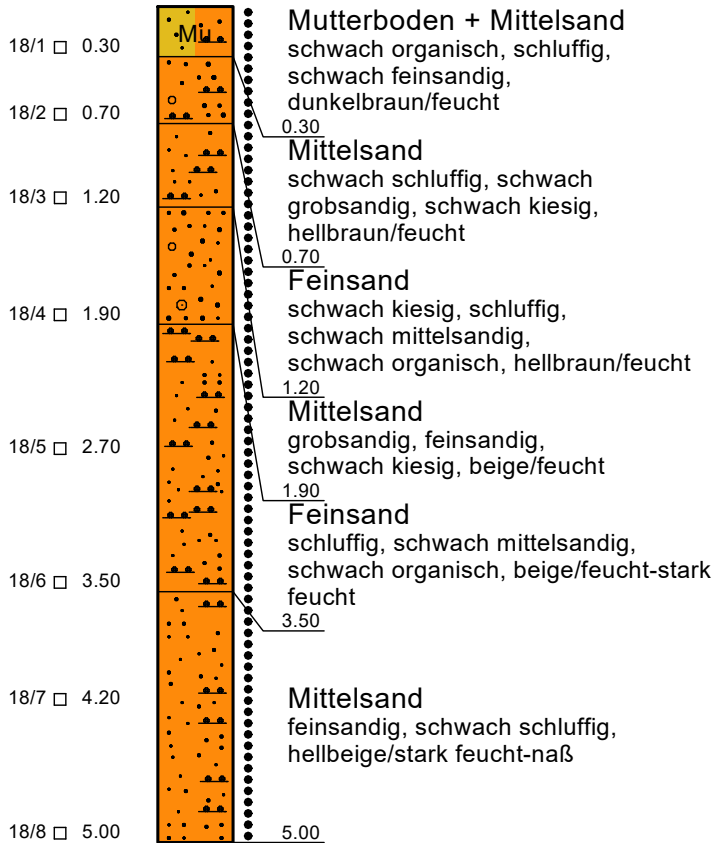 Mu
18/1 0.30
18/2 0.70
18/3 1.20
18/4 1.90
18/5 2.70
18/6 3.50
18/7 4.20
18/8 5.00
Mutterboden + Mittelsand
schwach organisch, schluffig,
schwach feinsandig,
dunkelbraun/feucht
0.30
Mittelsand
schwach schluffig, schwach
grobsandig, schwach kiesig,
hellbraun/feucht
0.70
Feinsand
schwach kiesig, schluffig,
schwach mittelsandig,
schwach organisch, hellbraun/feucht
1.20
Mittelsand
grobsandig, feinsandig,
schwach kiesig, beige/feucht
1.90
Feinsand
schluffig, schwach mittelsandig,
schwach organisch, beige/feucht-stark
feucht
3.50
Mittelsand
feinsandig, schwach schluffig,
hellbeige/stark feucht-naß
5.00